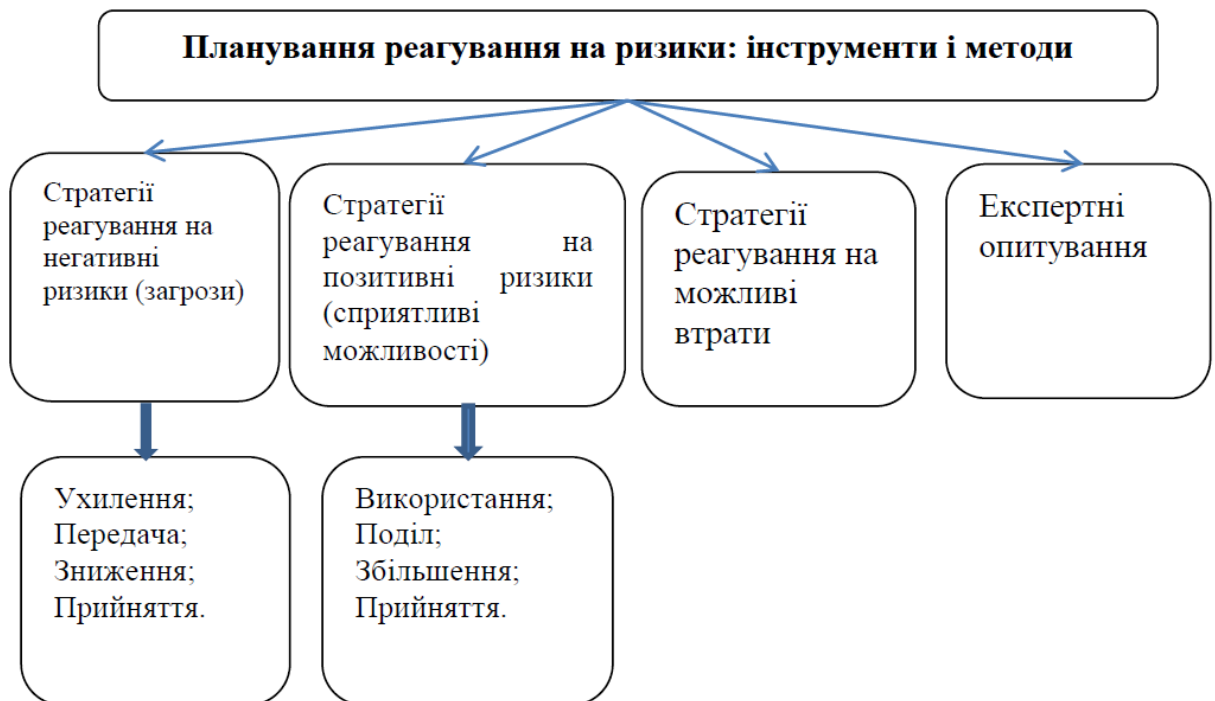 Планування реагування на ризики: інструменти і методи
Стратегії
реагування на
негативні
ризики (загрози)
Стратегії
реагування на
позитивні ризики
(сприятливі
можливості)
Стратегії
реагування на
можливі
втрати
Експертні
опитування
Ухилення;
Передача;
Зниження;
Прийняття.
Використання;
Поділ;
Збільшення;
Прийняття.